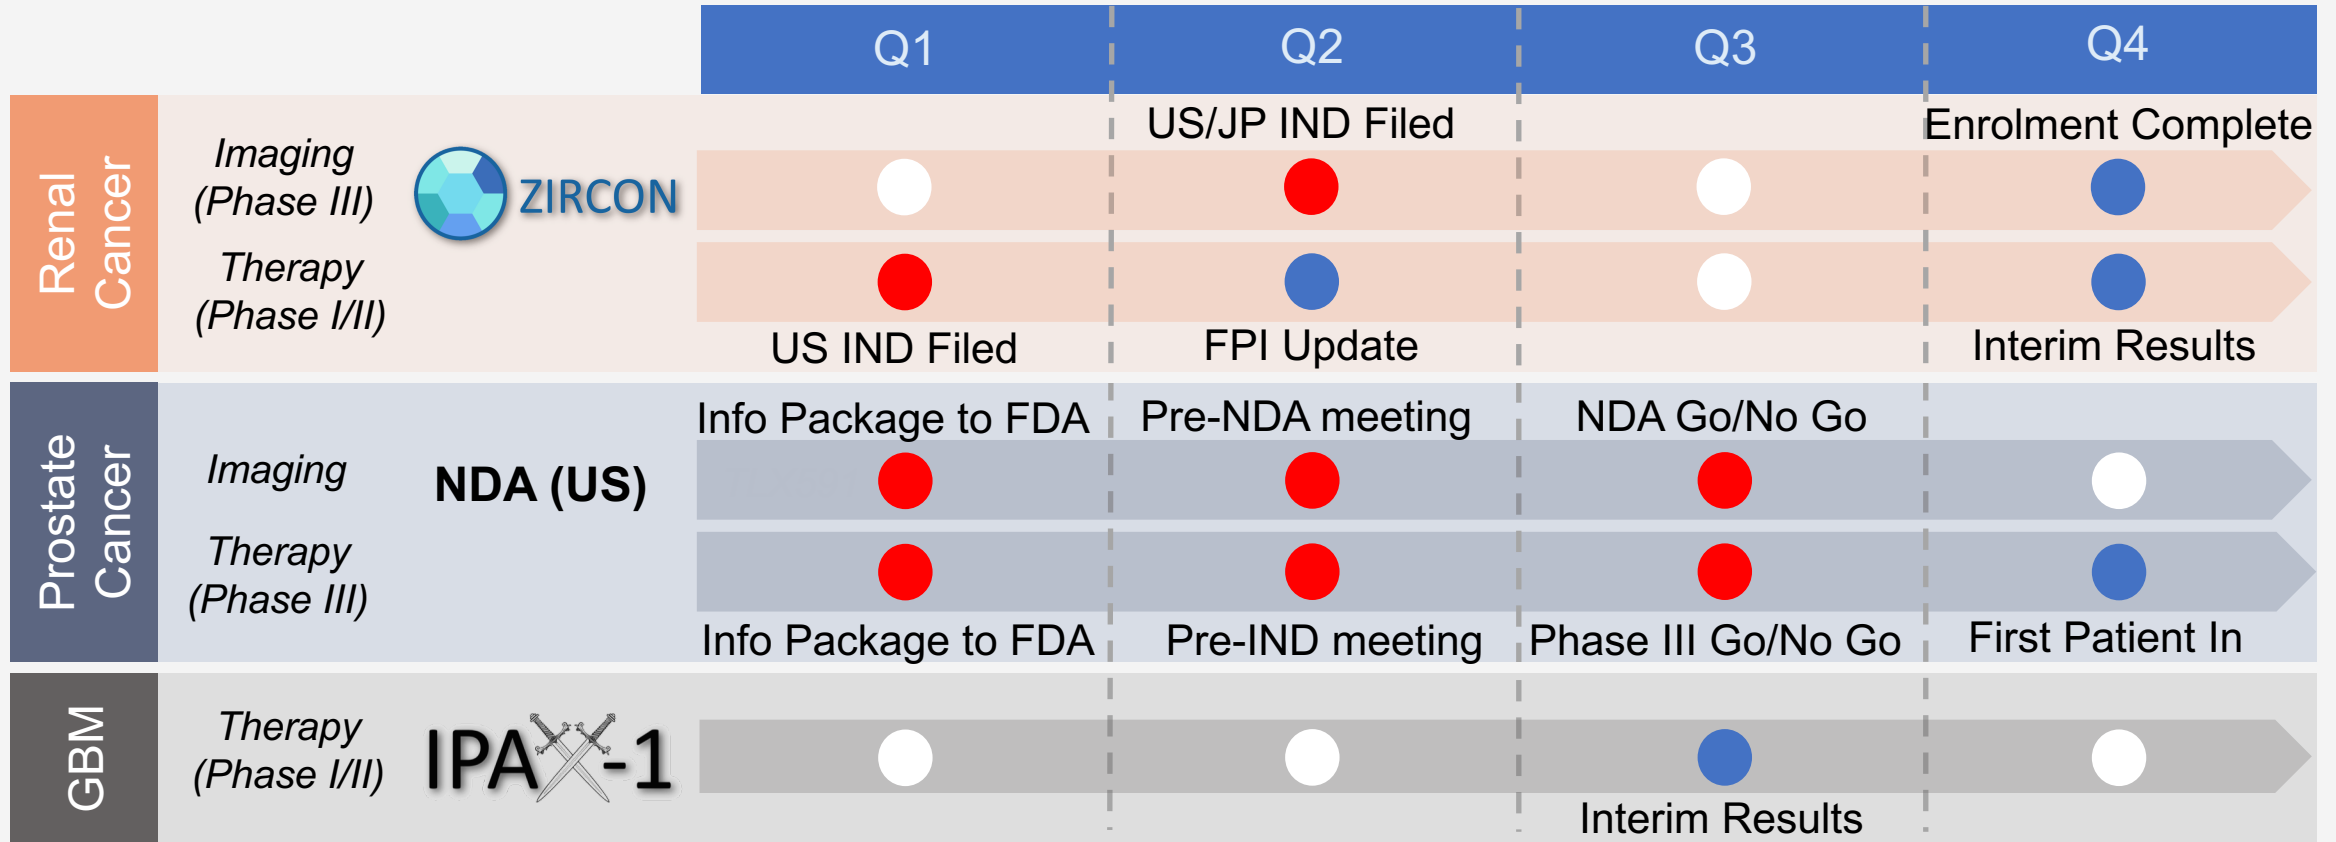 Q1 Q2 Q3 Q4
Renal
Cancer
Imaging
(Phase III)
ZIRCON
US/JP IND Filed
Enrolment Complete
Therapy
(Phase I/II)
US IND Filed
FPI Update
Interim Results
Prostate
Cancer
Info Package to FDA
Pre-NDA meeting
NDA Go/No Go
Imaging
NDA (US)
Therapy
(Phase III)
Info Package to FDA
Pre-IND meeting
Phase III Go/No Go
First Patient In
GBM
Therapy
(Phase I/II)
IPAX-1
Interim Results